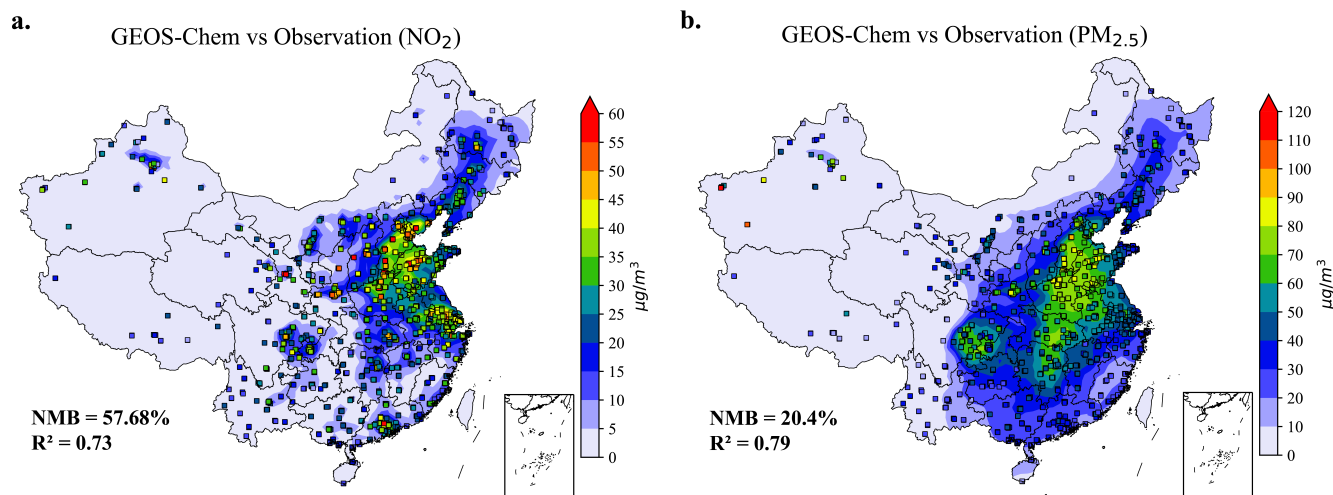 a.
GEOS-Chem vs Observation (NO₂)
60
55
50
45
40
35
30
25
20
15
10
5
0
μg/m³
NMB = 57.68%
R² = 0.73
b.
GEOS-Chem vs Observation (PM₂.₅)
120
110
100
90
80
70
60
50
40
30
20
10
0
μg/m³
NMB = 20.4%
R² = 0.79